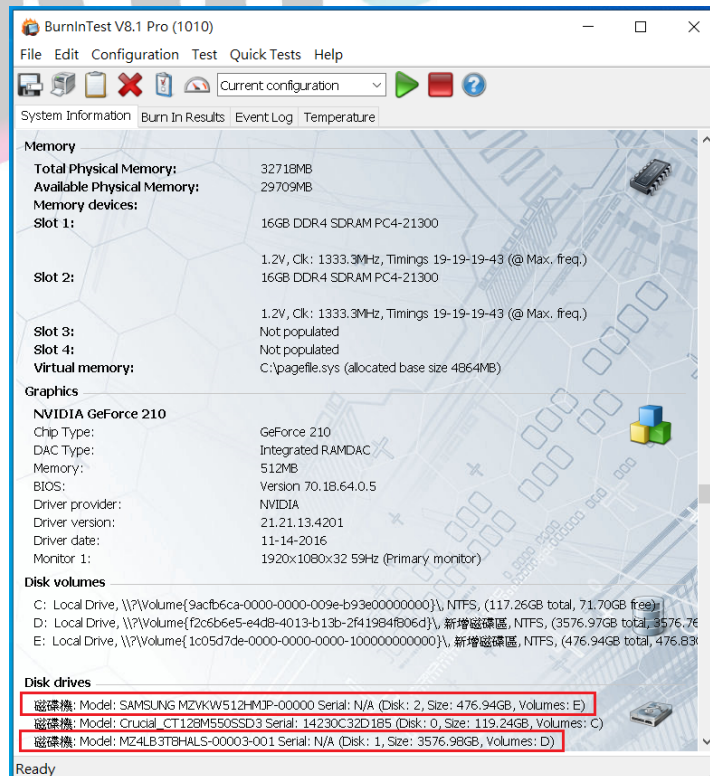 BurnInTest V8.1 Pro (1010)
File Edit Configuration Test Quick Tests Help
Current configuration
System Information Burn In Results Event Log Temperature
Memory
Total Physical Memory: 32718MB
Available Physical Memory: 29709MB
Memory devices:
Slot 1: 16GB DDR4 SDRAM PC4-21300
1.2V, Clk: 1333.3MHz, Timings 19-19-19-43 (@ Max. freq.)
Slot 2: 16GB DDR4 SDRAM PC4-21300
1.2V, Clk: 1333.3MHz, Timings 19-19-19-43 (@ Max. freq.)
Slot 3: Not populated
Slot 4: Not populated
Virtual memory: C:\pagefile.sys (allocated base size 4864MB)
Graphics
NVIDIA GeForce 210
Chip Type: GeForce 210
DAC Type: Integrated RAMDAC
Memory: 512MB
BIOS: Version 70.18.64.0.5
Driver provider: NVIDIA
Driver version: 21.21.13.4201
Driver date: 11-14-2016
Monitor 1: 1920x1080x32 59Hz (Primary monitor)
Disk volumes
C: Local Drive, \\?\Volume{9acfb6ca-0000-0000-009e-b93e00000000}\, NTFS, (117.26GB total, 71.70GB free)
D: Local Drive, \\?\Volume{f2c6b6e5-e4d8-4013-b13b-2f41984f806d}\, 新增磁碟區, NTFS, (3576.97GB total, 3576.76
E: Local Drive, \\?\Volume{1c05d7de-0000-0000-0000-100000000000}\, 新增磁碟區, NTFS, (476.94GB total, 476.83
Disk drives
磁碟機: Model: SAMSUNG MZVKW512HMJP-00000 Serial: N/A (Disk: 2, Size: 476.94GB, Volumes: E)
磁碟機: Model: Crucial_CT128M550SSD3 Serial: 14230C32D185 (Disk: 0, Size: 119.24GB, Volumes: C)
磁碟機: Model: MZ4LB3T8HALS-00003-001 Serial: N/A (Disk: 1, Size: 3576.98GB, Volumes: D)
Ready